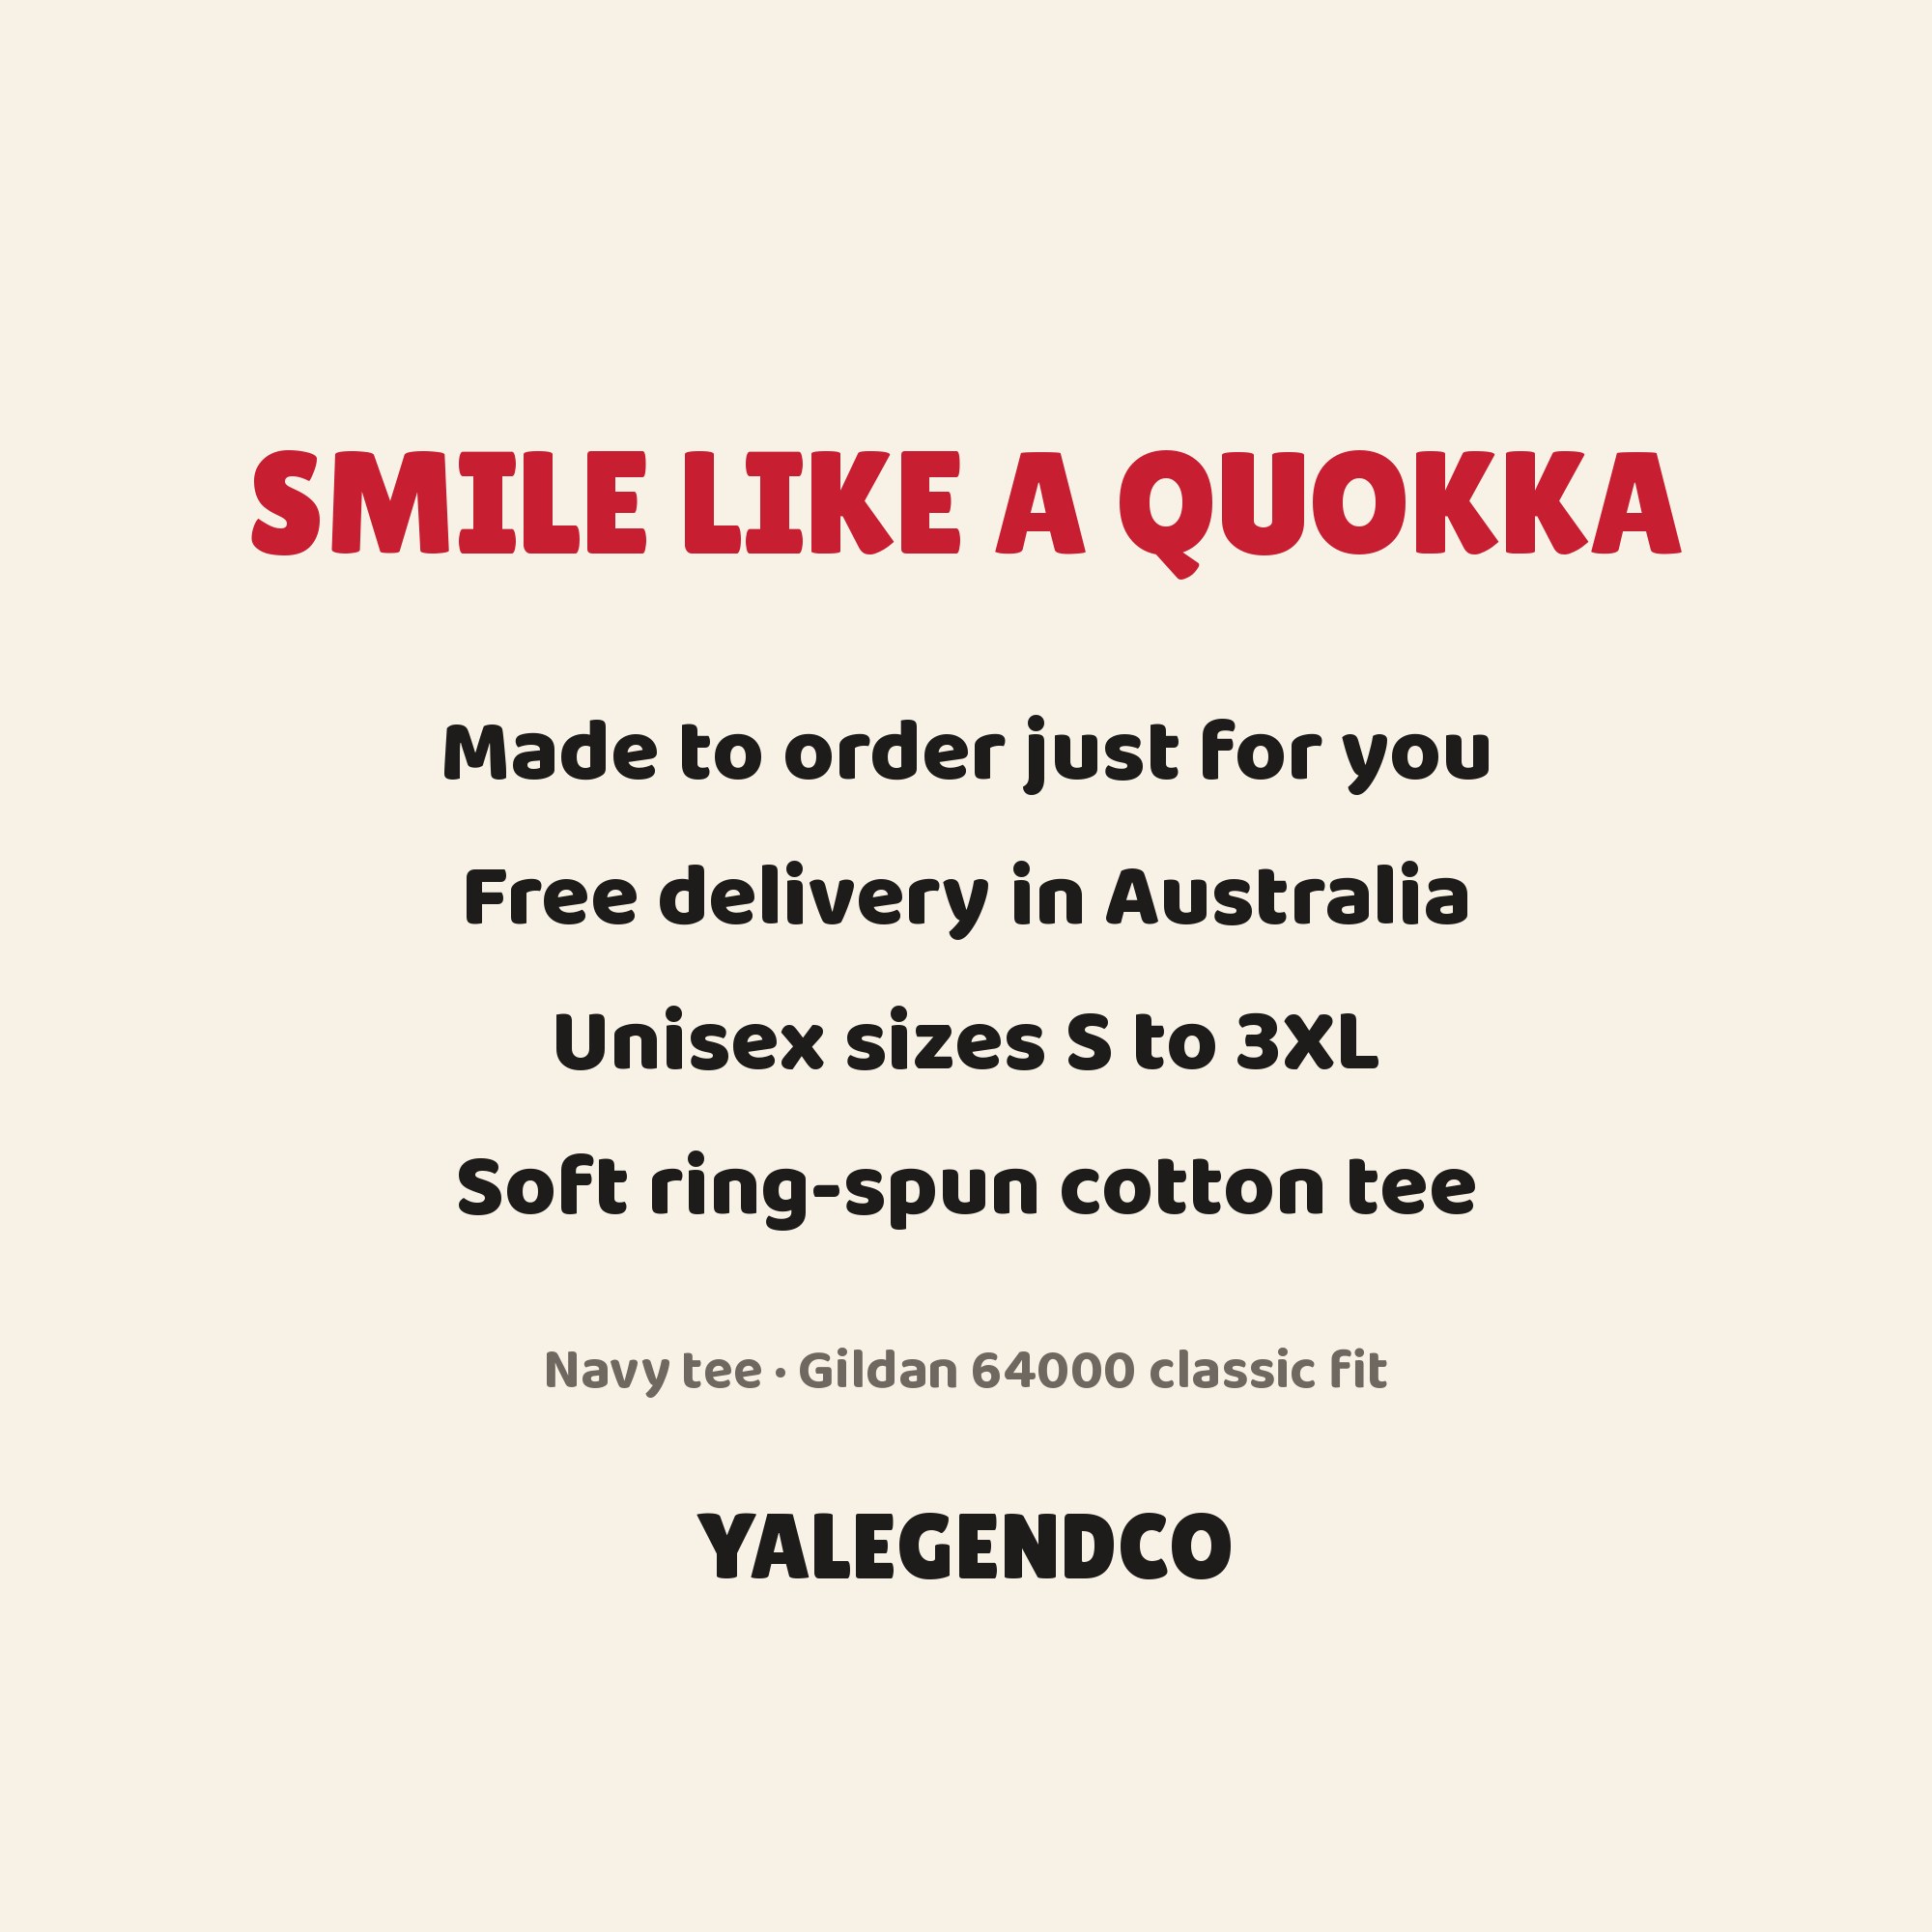 SMILE LIKE A QUOKKA
Made to order just for you
Free delivery in Australia
Unisex sizes S to 3XL
Soft ring-spun cotton tee
Navy tee · Gildan 64000 classic fit
YALEGENDCO